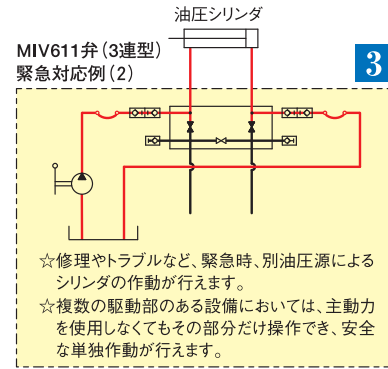 油圧シリンダ
MIV611弁(3連型)
緊急対応例(2)
3
☆修理やトラブルなど、緊急時、別油圧源による
シリンダの作動が行えます。
☆複数の駆動部のある設備においては、主動力
を使用しなくてもその部分だけ操作でき、安全
な単独作動が行えます。